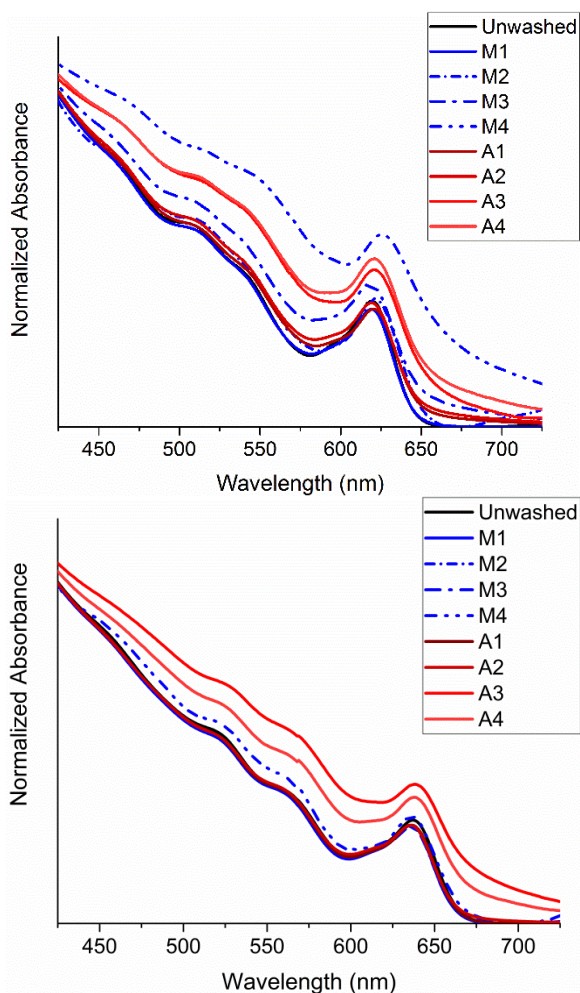 Unwashed
M1
M2
M3
M4
A1
A2
A3
A4
Normalized Absorbance
450 500 550 600 650 700
Wavelength (nm)
Unwashed
M1
M2
M3
M4
A1
A2
A3
A4
Normalized Absorbance
450 500 550 600 650 700
Wavelength (nm)